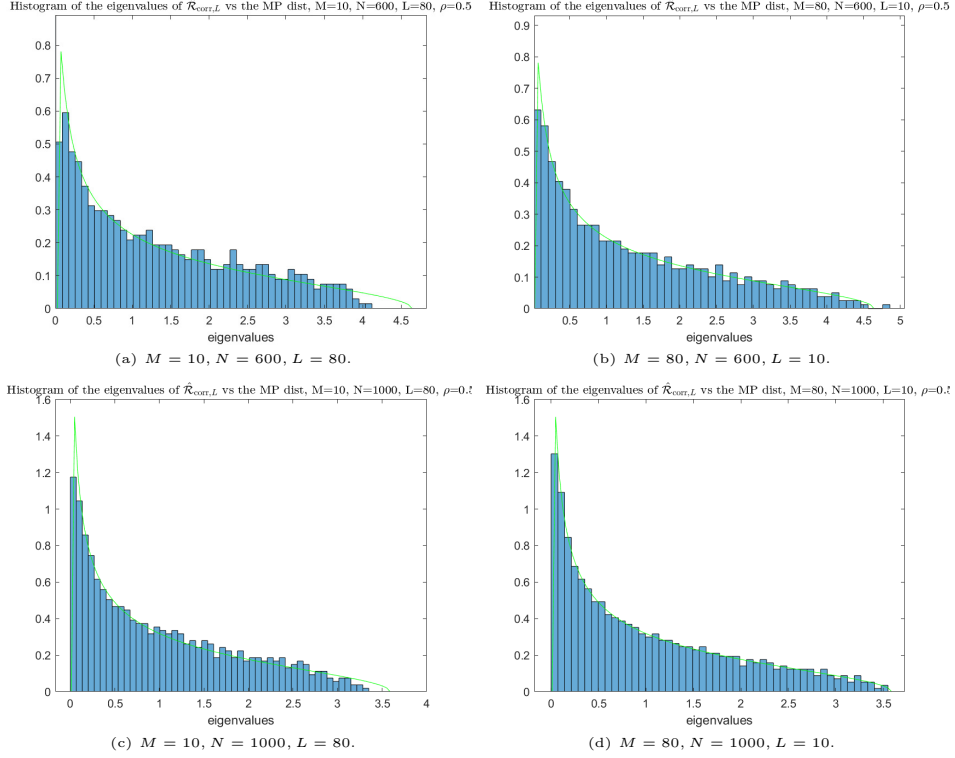 Histogram of the eigenvalues of R_corr,L vs the MP dist, M=10, N=600, L=80, ρ=0.5
0.8
0.7
0.6
0.5
0.4
0.3
0.2
0.1
0
0 0.5 1 1.5 2 2.5 3 3.5 4 4.5
eigenvalues
(a) M = 10, N = 600, L = 80.
Histogram of the eigenvalues of R_corr,L vs the MP dist, M=80, N=600, L=10, ρ=0.5
0.9
0.8
0.7
0.6
0.5
0.4
0.3
0.2
0.1
0
0.5 1 1.5 2 2.5 3 3.5 4 4.5 5
eigenvalues
(b) M = 80, N = 600, L = 10.
Histogram of the eigenvalues of R̂_corr,L vs the MP dist, M=10, N=1000, L=80, ρ=0.
1.6
1.4
1.2
1
0.8
0.6
0.4
0.2
0
0 0.5 1 1.5 2 2.5 3 3.5 4
eigenvalues
(c) M = 10, N = 1000, L = 80.
Histogram of the eigenvalues of R̂_corr,L vs the MP dist, M=80, N=1000, L=10, ρ=0.
1.6
1.4
1.2
1
0.8
0.6
0.4
0.2
0
0 0.5 1 1.5 2 2.5 3 3.5
eigenvalues
(d) M = 80, N = 1000, L = 10.